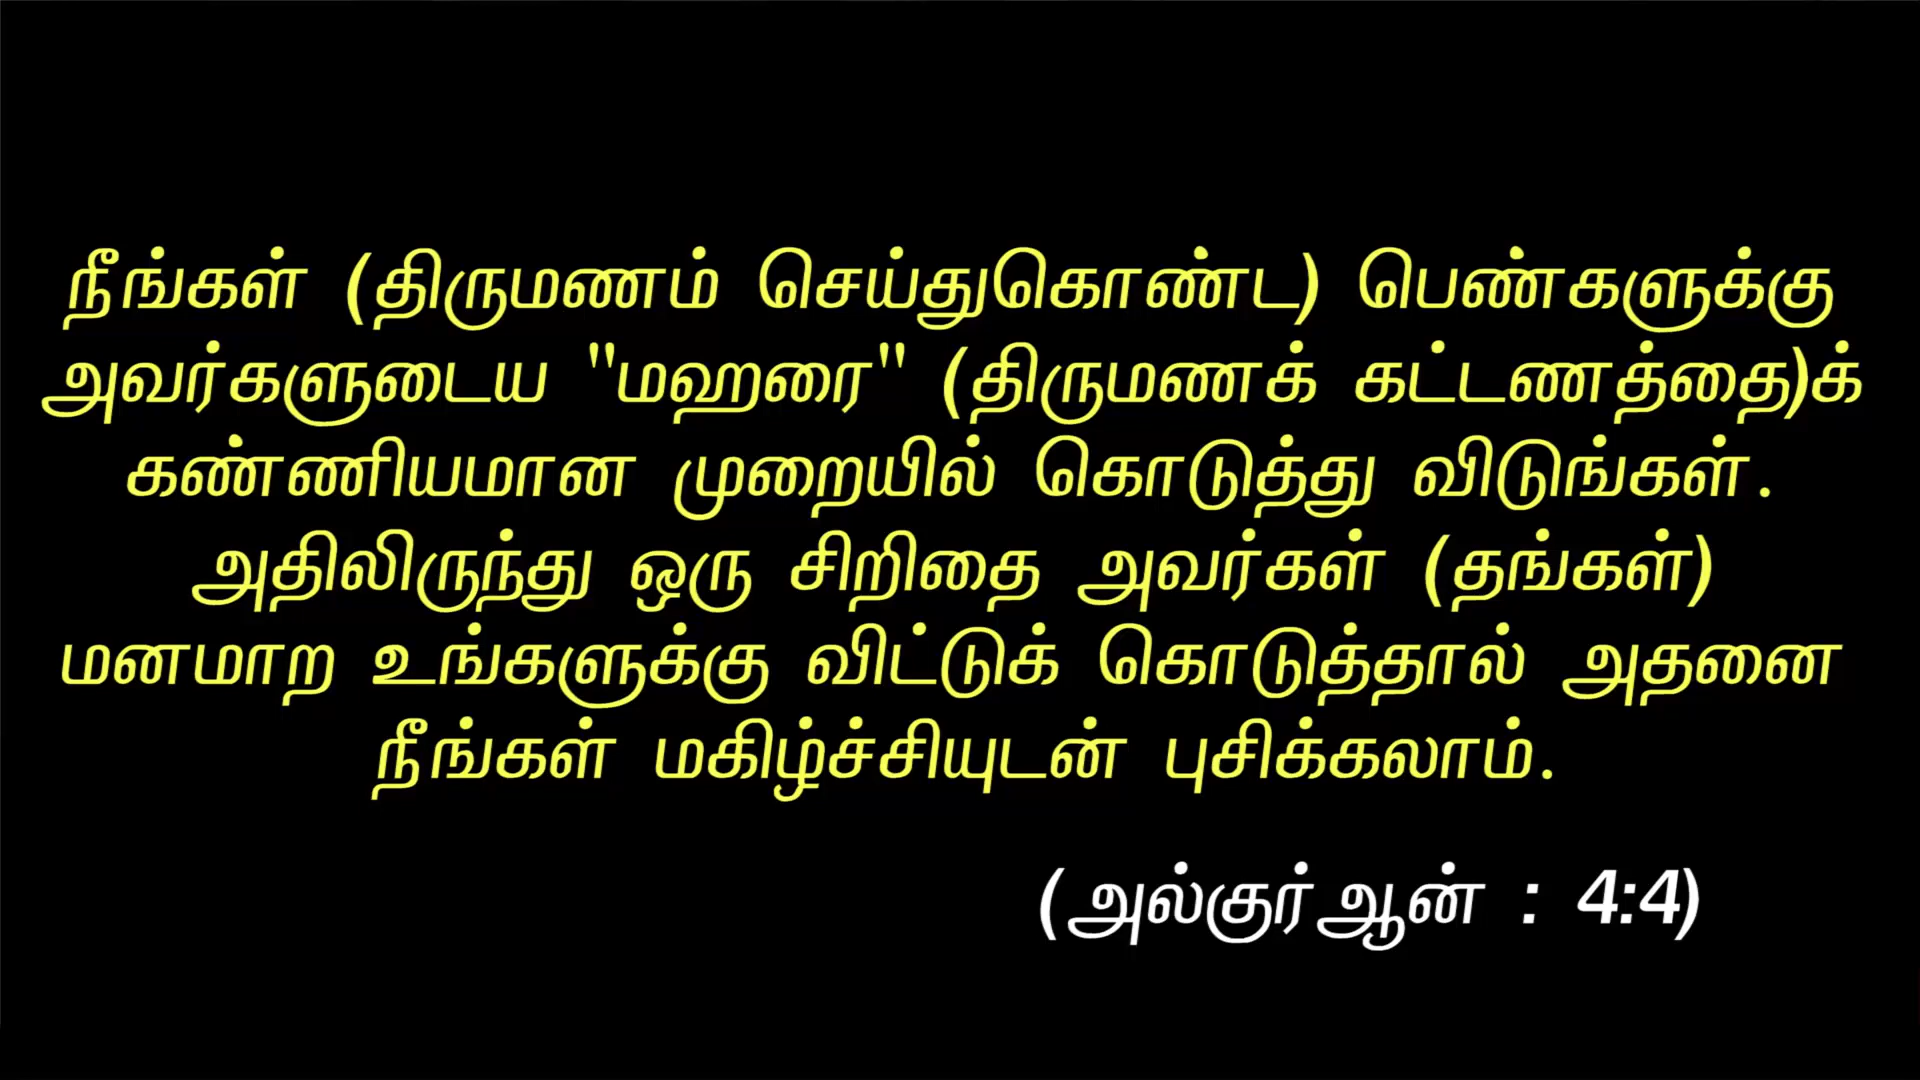 நீங்கள் (திருமணம் செய்துகொண்ட) பெண்களுக்கு
அவர்களுடைய "மஹரை" (திருமணக் கட்டணத்தை)க்
கண்ணியமான முறையில் கொடுத்து விடுங்கள்.
அதிலிருந்து ஒரு சிறிதை அவர்கள் (தங்கள்)
மனமாற உங்களுக்கு விட்டுக் கொடுத்தால் அதனை
நீங்கள் மகிழ்ச்சியுடன் புசிக்கலாம்.
(அல்குர்ஆன் : 4:4)